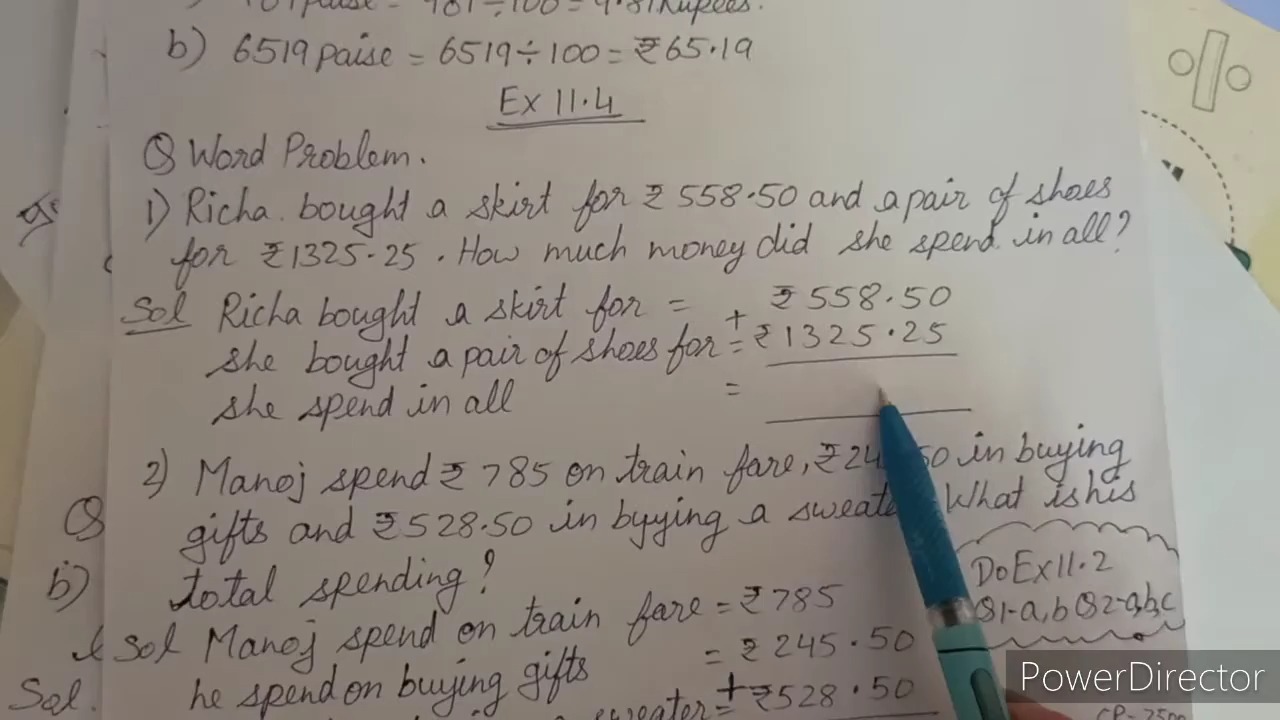 b) 6519 paise = 6519÷100 = ₹65.19
Ex 11.4
Q Word Problem.
1) Richa. bought a skirt for ₹ 558.50 and a pair of shoes
for ₹1325.25. How much money did she spend in all?
Sol Richa bought a skirt for = ₹558.50
she bought a pair of shoes for = + ₹1325.25
she spend in all =
2) Manoj spend ₹ 785 on train fare, in buying
gifts and ₹528.50 in byying a What is his
total spending?
Q
b)
Sol Manoj spend on train fare = ₹785
he spend on buying gifts = ₹245.50
sweater = + ₹528.50
Sol.
Do Ex 11.2
Q1-a,b Q2-a,b,c
PowerDirector